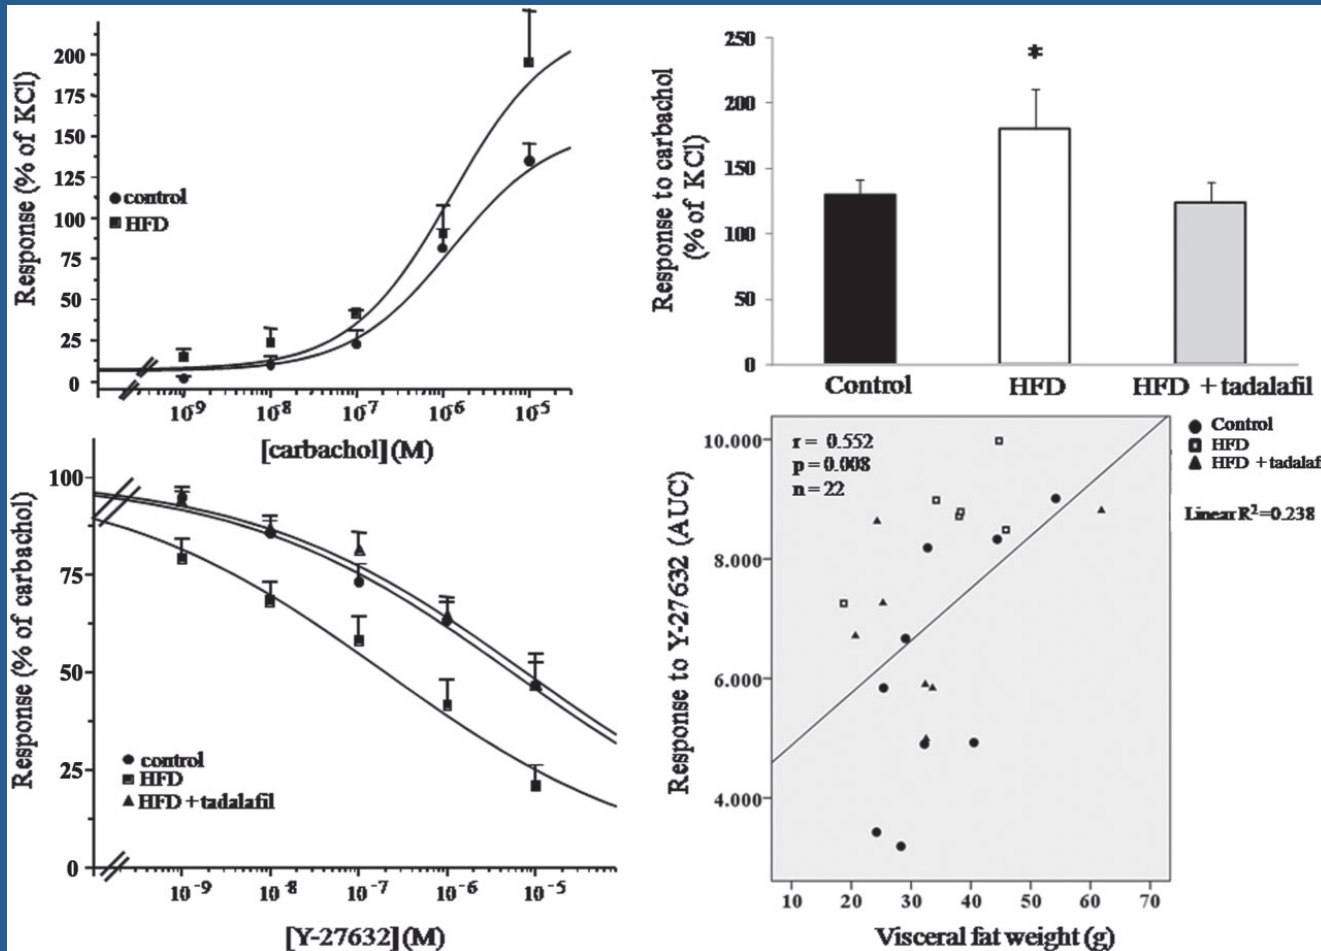 Response (% of KCl)
200
175
150
125
100
75
50
25
0
● control
■ HFD
10⁻⁹ 10⁻⁸ 10⁻⁷ 10⁻⁶ 10⁻⁵
[carbachol] (M)
Response to carbachol
(% of KCl)
250
200
150
100
50
0
*
Control HFD HFD + tadalafil
Response (% of carbachol)
100
75
50
25
0
● control
■ HFD
▲ HFD + tadalafil
10⁻⁹ 10⁻⁸ 10⁻⁷ 10⁻⁶ 10⁻⁵
[Y-27632] (M)
Response to Y-27632 (AUC)
10.000
8.000
6.000
4.000
r = 0.552
p = 0.008
n = 22
● Control
□ HFD
▲ HFD + tadalafi
Linear R²=0.238
10 20 30 40 50 60 70
Visceral fat weight (g)